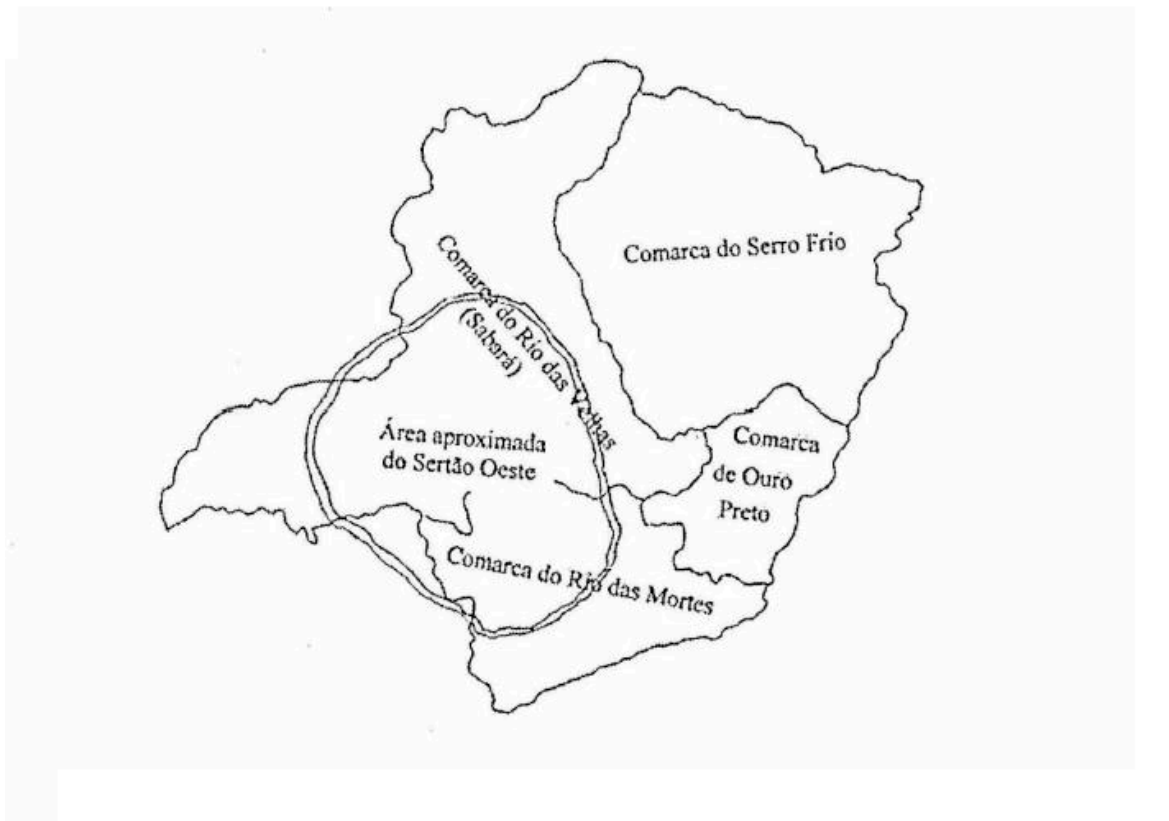 Comarca do Serro Frio
Comarca do Rio das Velhas
(Sabará)
Área aproximada
do Sertão Oeste
Comarca
de Ouro
Preto
Comarca do Rio das Mortes